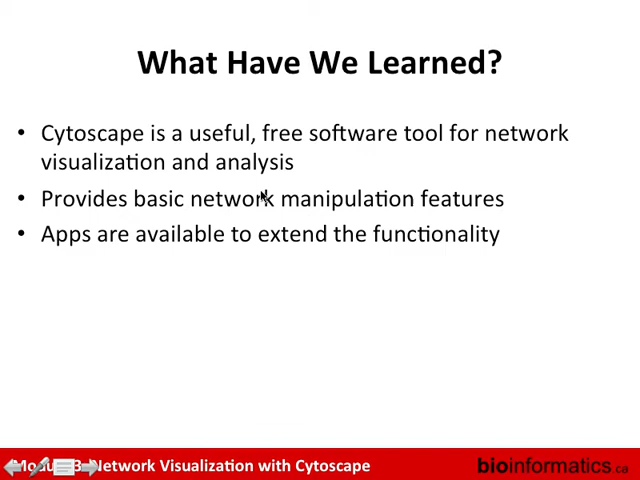 What Have We Learned?
• Cytoscape is a useful, free software tool for network
visualization and analysis
• Provides basic network manipulation features
• Apps are available to extend the functionality
Module 3: Network Visualization with Cytoscape
bioinformatics.ca